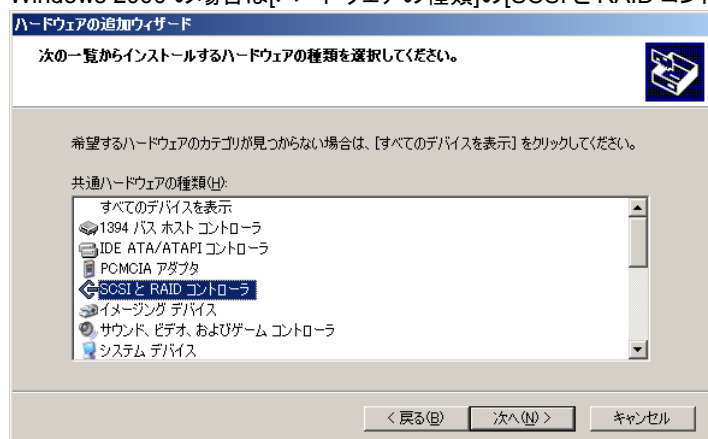 ハードウェアの追加ウィザード
次の一覧からインストールするハードウェアの種類を選択してください。
希望するハードウェアのカテゴリが見つからない場合は、[すべてのデバイスを表示] をクリックしてください。
共通ハードウェアの種類(H):
すべてのデバイスを表示
1394 バス ホスト コントローラ
IDE ATA/ATAPI コントローラ
PCMCIA アダプタ
SCSI と RAID コントローラ
イメージング デバイス
サウンド、ビデオ、およびゲーム コントローラ
システム デバイス
< 戻る(B)
次へ(N) >
キャンセル